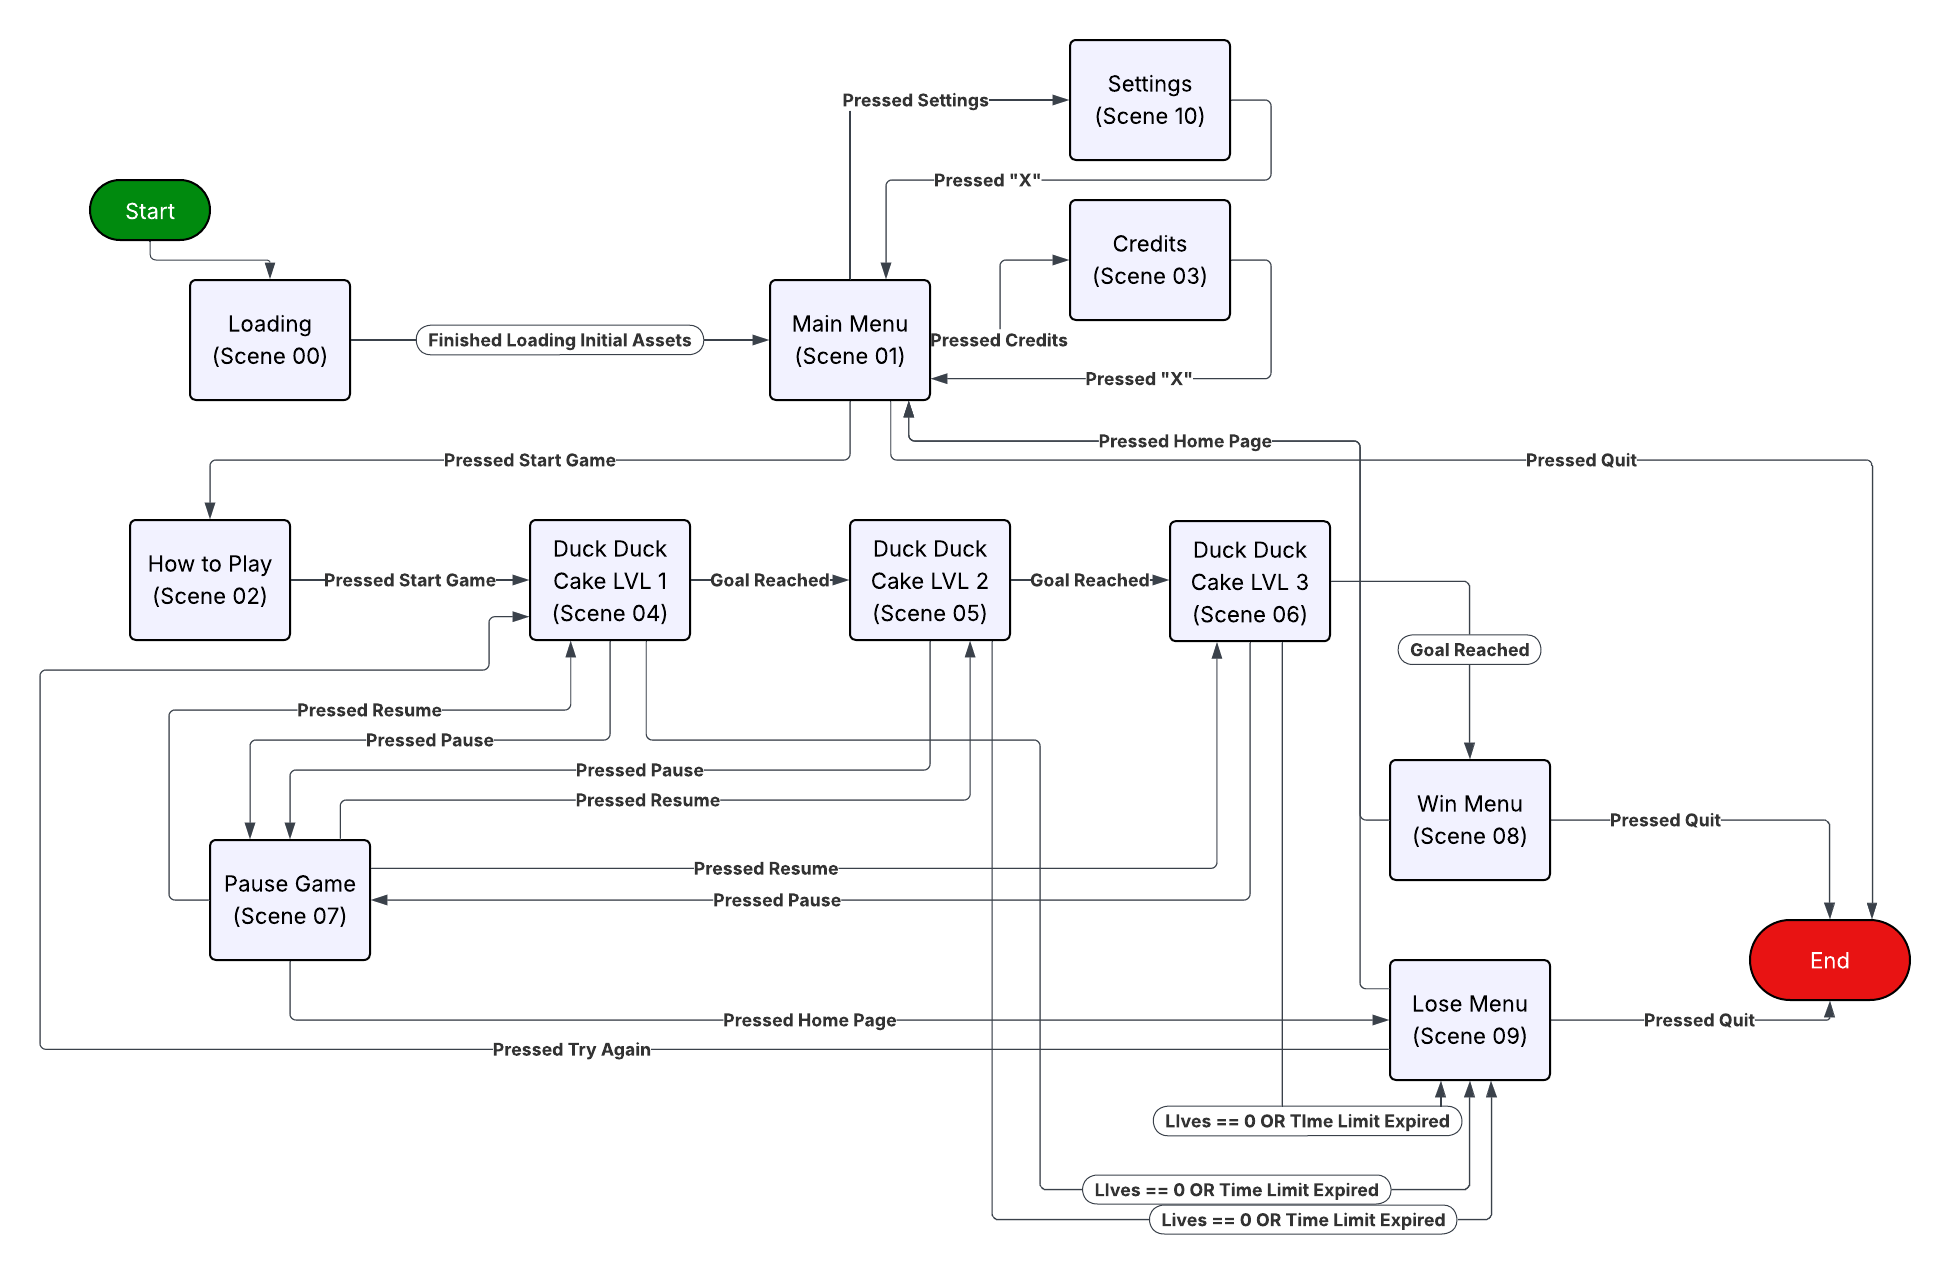 Settings
(Scene 10)
Pressed Settings
Pressed "X"
Start
Credits
(Scene 03)
Loading
(Scene 00)
Finished Loading Initial Assets
Main Menu
(Scene 01)
Pressed Credits
Pressed "X"
Pressed Home Page
Pressed Start Game
Pressed Quit
How to Play
(Scene 02)
Pressed Start Game
Duck Duck
Cake LVL 1
(Scene 04)
Goal Reached
Duck Duck
Cake LVL 2
(Scene 05)
Goal Reached
Duck Duck
Cake LVL 3
(Scene 06)
Goal Reached
Pressed Resume
Pressed Pause
Pressed Pause
Pressed Resume
Win Menu
(Scene 08)
Pressed Quit
Pause Game
(Scene 07)
Pressed Resume
Pressed Pause
End
Lose Menu
(Scene 09)
Pressed Home Page
Pressed Quit
Pressed Try Again
LIves == 0 OR TIme Limit Expired
LIves == 0 OR Time Limit Expired
Lives == 0 OR Time Limit Expired